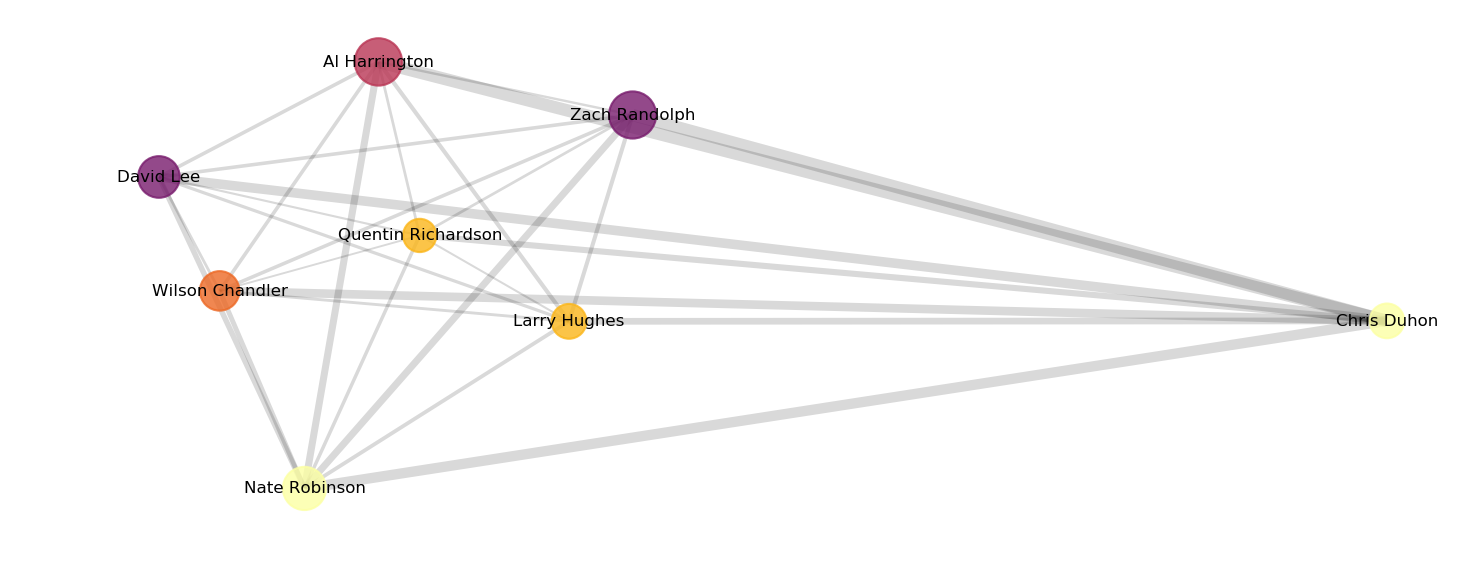 Al Harrington
Zach Randolph
David Lee
Quentin Richardson
Wilson Chandler
Larry Hughes
Chris Duhon
Nate Robinson